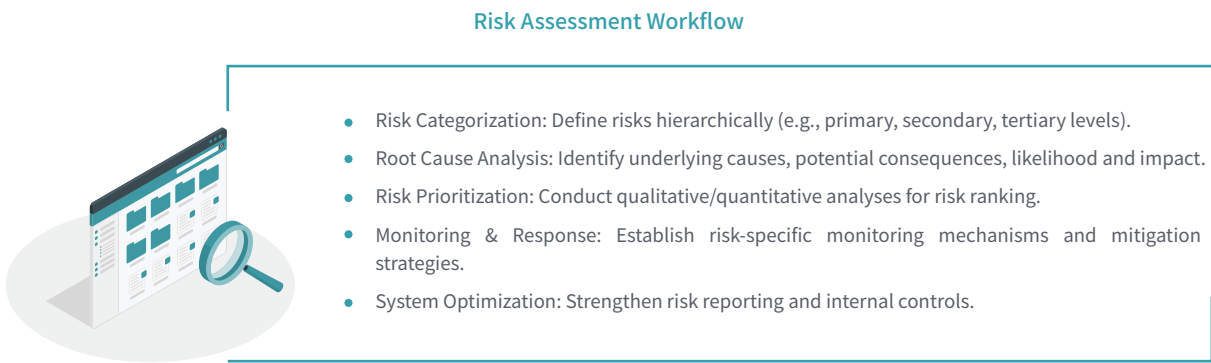 Risk Assessment Workflow
• Risk Categorization: Define risks hierarchically (e.g., primary, secondary, tertiary levels).
• Root Cause Analysis: Identify underlying causes, potential consequences, likelihood and impact.
• Risk Prioritization: Conduct qualitative/quantitative analyses for risk ranking.
• Monitoring & Response: Establish risk-specific monitoring mechanisms and mitigation
strategies.
• System Optimization: Strengthen risk reporting and internal controls.